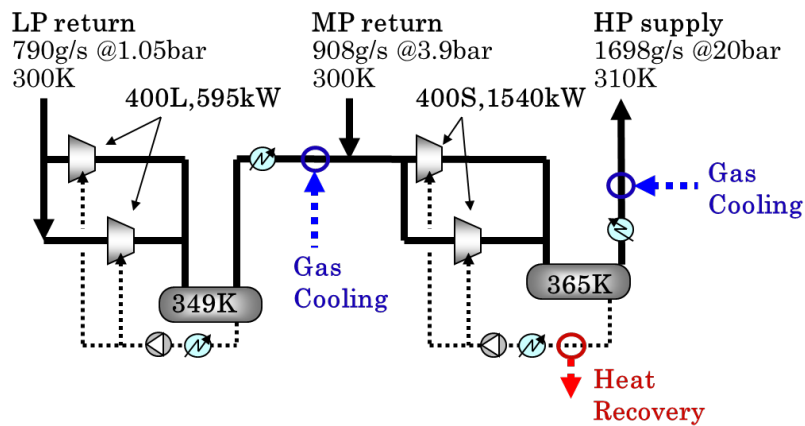 LP return
790g/s @1.05bar
300K
MP return
908g/s @3.9bar
300K
HP supply
1698g/s @20bar
310K
400L,595kW
400S,1540kW
Gas
Cooling
Gas
Cooling
349K
365K
Heat
Recovery